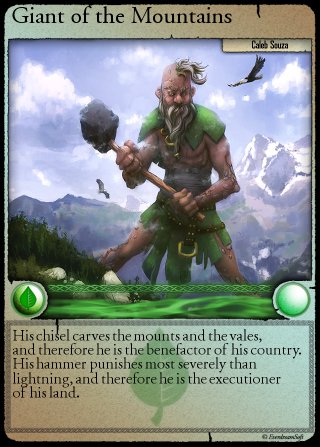 Giant of the Mountains
Caleb Souza
His chisel carves the mounts and the vales,
and therefore he is the benefactor of his country.
His hammer punishes most severely than
lightning, and therefore he is the executioner
of his land.
© EverdreamSoft